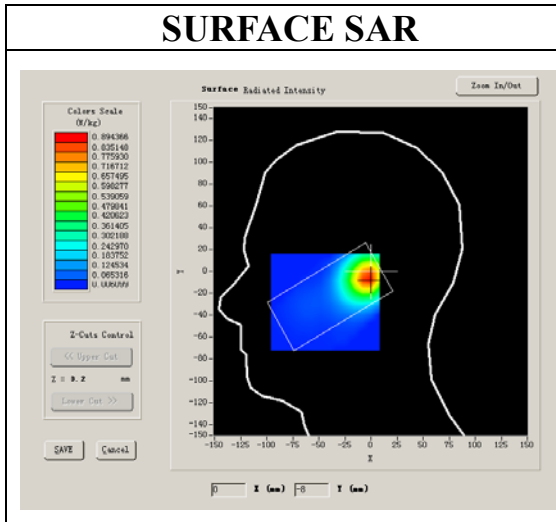 SURFACE SAR
Surface Radiated Intensity
Zoom In/Out
Colors Scale
(W/kg)
0.894366
0.835148
0.775930
0.716712
0.657495
0.598277
0.539059
0.479841
0.420623
0.361405
0.302188
0.242970
0.183752
0.124534
0.065316
0.006099
150
140
120
100
80
60
40
20
0
-20
-40
-60
-80
-100
-120
-140
-150
Y
-150 -125 -100 -75 -50 -25 0 25 50 75 100 125 150
X
Z-Cuts Control
<< Upper Cut
Z = 9.2 mm
Lower Cut >>
SAVE Cancel
0 X (mm) -8 Y (mm)